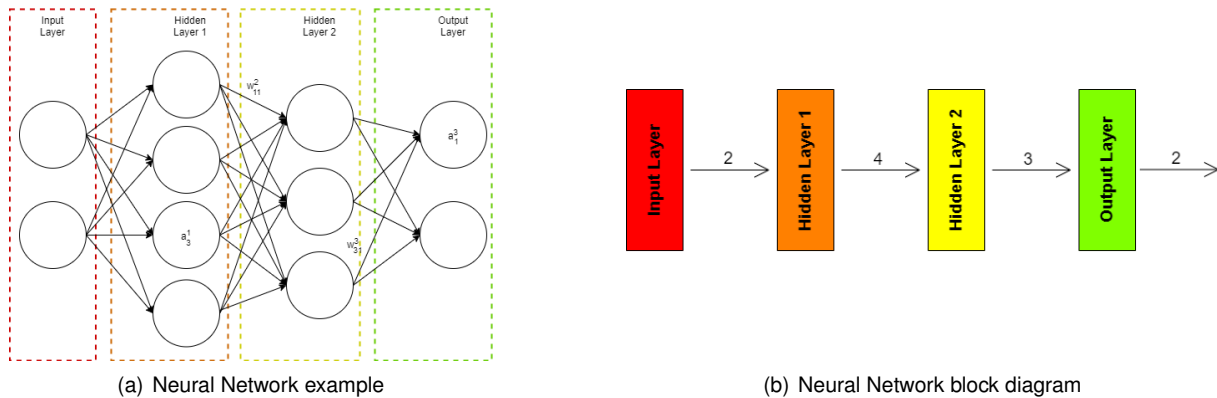 Input
Layer
Hidden
Layer 1
Hidden
Layer 2
Output
Layer
w²₁₁
a³₁
a¹₃
w³₃₁
(a) Neural Network example
Input Layer
2
Hidden Layer 1
4
Hidden Layer 2
3
Output Layer
2
(b) Neural Network block diagram